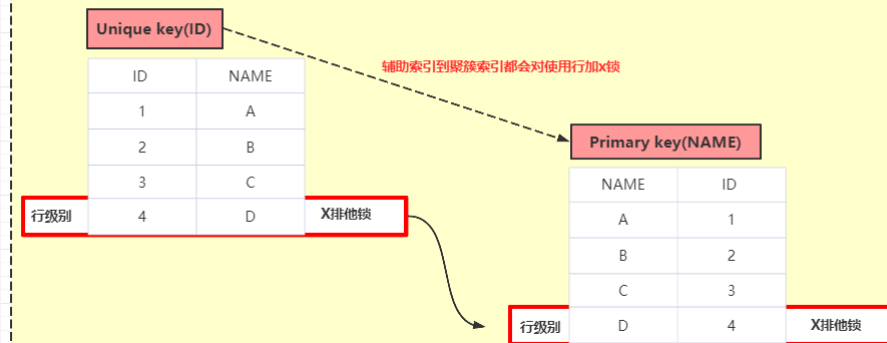 Unique key(ID)
ID NAME
1 A
2 B
3 C
行级别 4 D X排他锁
辅助索引到聚簇索引都会对使用行加x锁
Primary key(NAME)
NAME ID
A 1
B 2
C 3
行级别 D 4 X排他锁